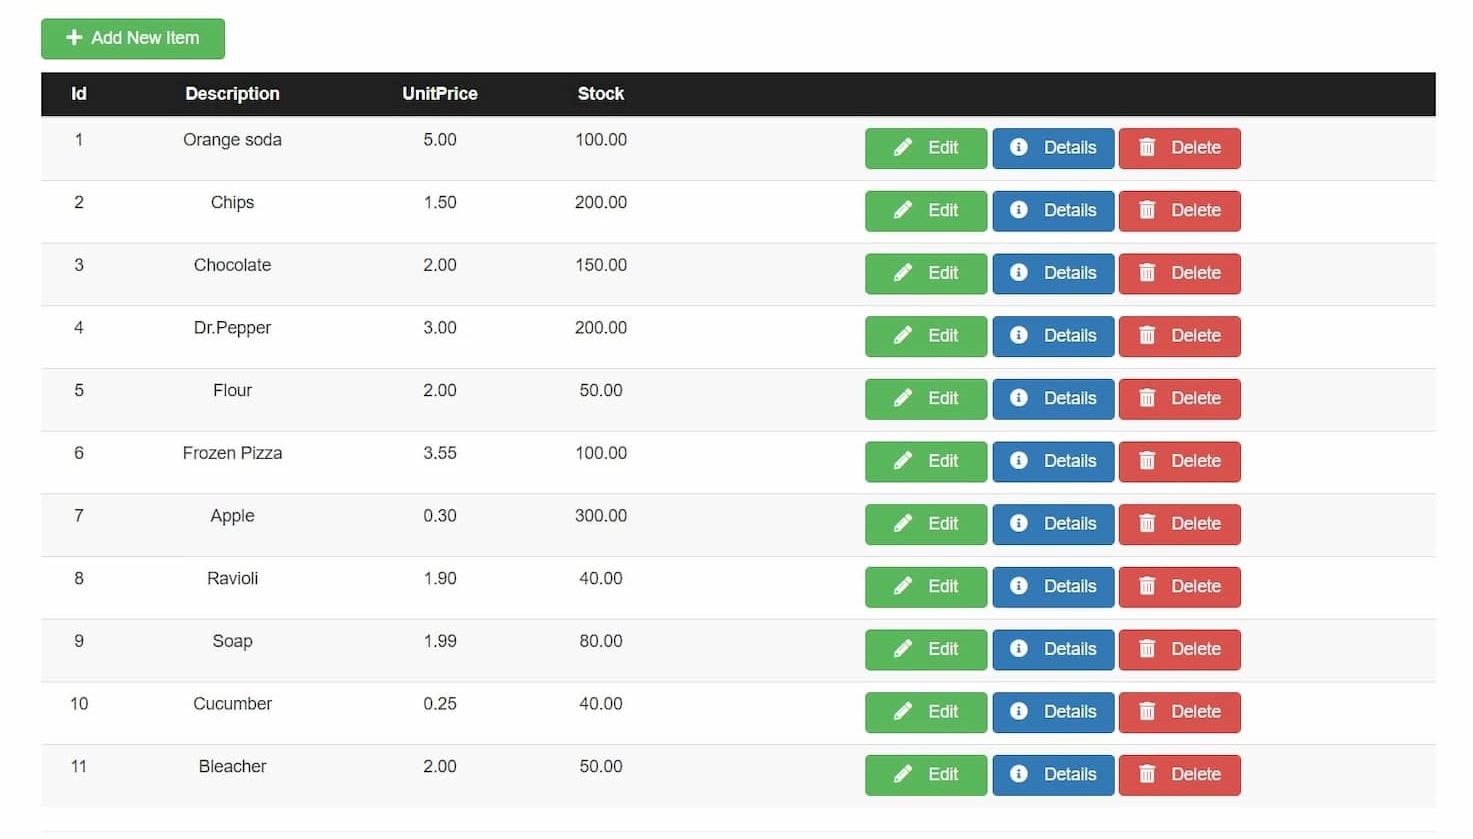 Add New Item
Id Description UnitPrice Stock
1 Orange soda 5.00 100.00 Edit Details Delete
2 Chips 1.50 200.00 Edit Details Delete
3 Chocolate 2.00 150.00 Edit Details Delete
4 Dr.Pepper 3.00 200.00 Edit Details Delete
5 Flour 2.00 50.00 Edit Details Delete
6 Frozen Pizza 3.55 100.00 Edit Details Delete
7 Apple 0.30 300.00 Edit Details Delete
8 Ravioli 1.90 40.00 Edit Details Delete
9 Soap 1.99 80.00 Edit Details Delete
10 Cucumber 0.25 40.00 Edit Details Delete
11 Bleacher 2.00 50.00 Edit Details Delete